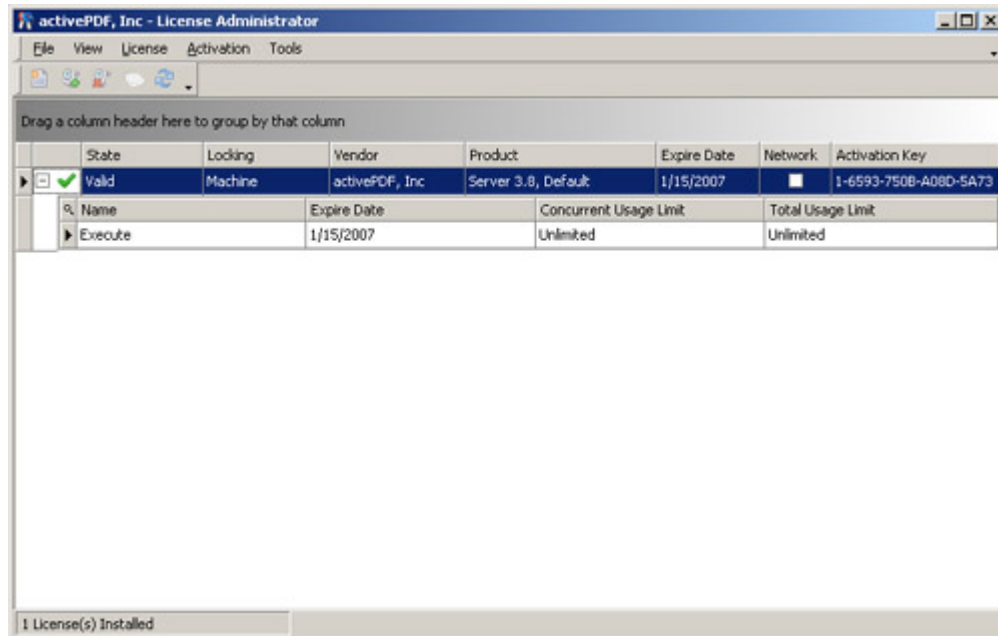 activePDF, Inc - License Administrator
File View License Activation Tools
Drag a column header here to group by that column
State Locking Vendor Product Expire Date Network Activation Key
Valid Machine activePDF, Inc Server 3.8, Default 1/15/2007 1-6593-750B-A08D-5A73
Name Expire Date Concurrent Usage Limit Total Usage Limit
Execute 1/15/2007 Unlimited Unlimited
1 License(s) Installed